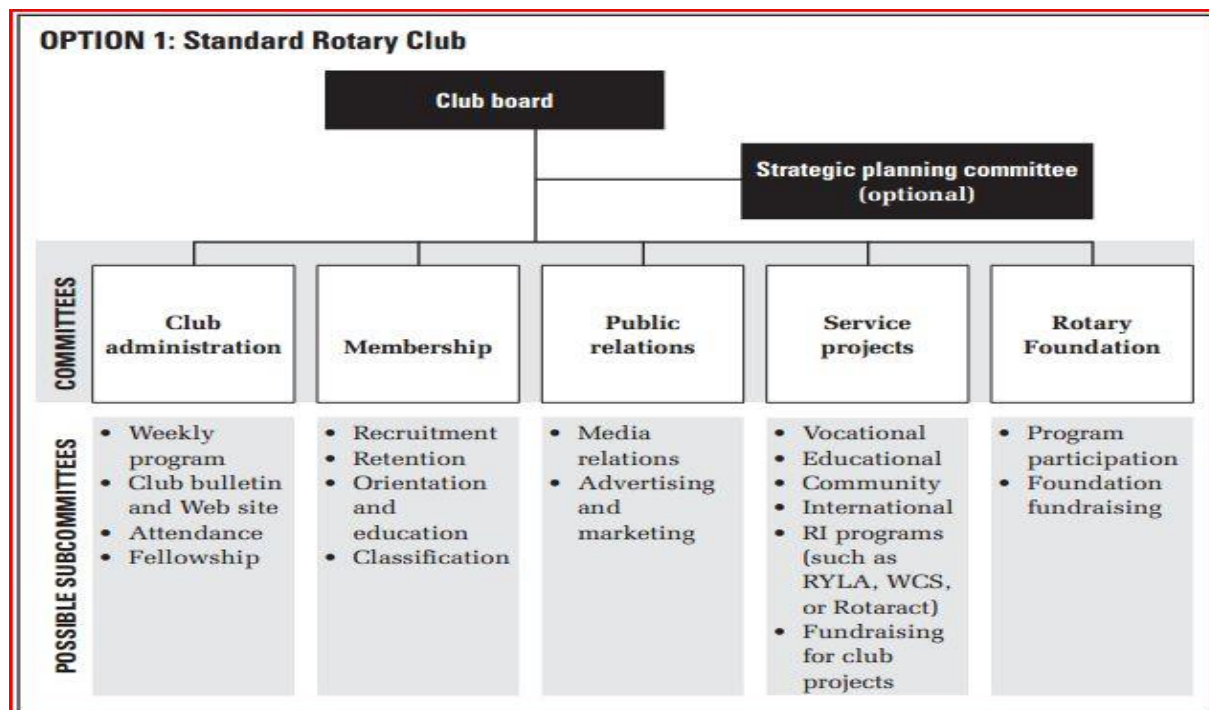 OPTION 1: Standard Rotary Club
Club board
Strategic planning committee
(optional)
COMMITTEES
Club
administration
Membership
Public
relations
Service
projects
Rotary
Foundation
POSSIBLE SUBCOMMITTEES
• Weekly
program
• Club bulletin
and Web site
• Attendance
• Fellowship
• Recruitment
• Retention
• Orientation
and
education
• Classification
• Media
relations
• Advertising
and
marketing
• Vocational
• Educational
• Community
• International
• RI programs
(such as
RYLA, WCS,
or Rotaract)
• Fundraising
for club
projects
• Program
participation
• Foundation
fundraising